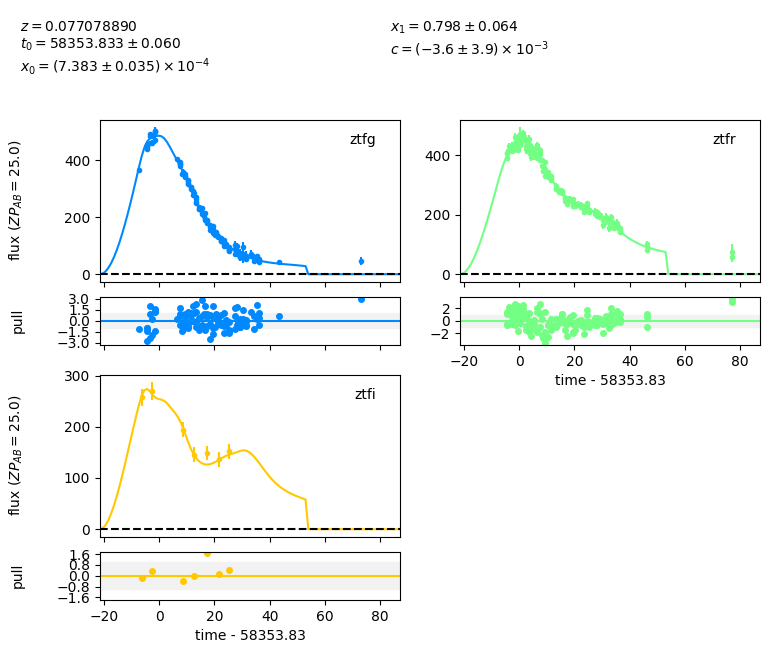 z = 0.077078890
t₀ = 58353.833 ± 0.060
x₀ = (7.383 ± 0.035) × 10⁻⁴
x₁ = 0.798 ± 0.064
c = (−3.6 ± 3.9) × 10⁻³
flux (ZP_AB = 25.0)
400
200
0
ztfg
400
200
0
ztfr
pull
3.0
1.5
0.0
−1.5
−3.0
2
0
−2
−20 0 20 40 60 80
time - 58353.83
flux (ZP_AB = 25.0)
300
200
100
0
ztfi
pull
1.6
0.8
0.0
−0.8
−1.6
−20 0 20 40 60 80
time - 58353.83